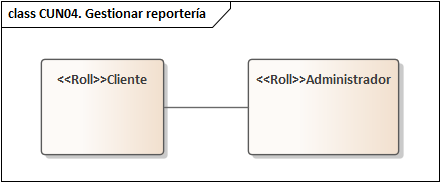 class CUN04. Gestionar reportería
<<Roll>>Cliente
<<Roll>>Administrador